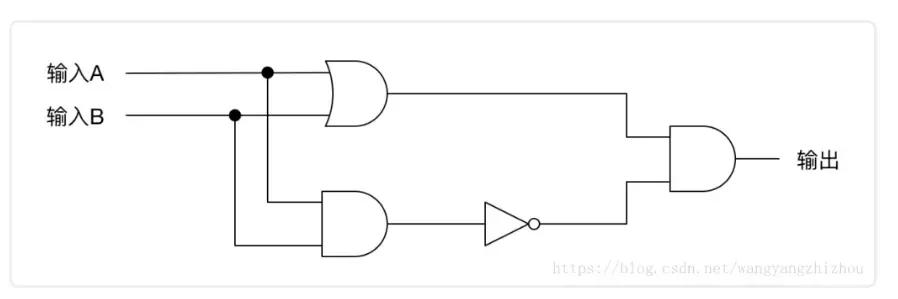 输入A
输入B
输出
https://blog.csdn.net/wangyangzhizhou